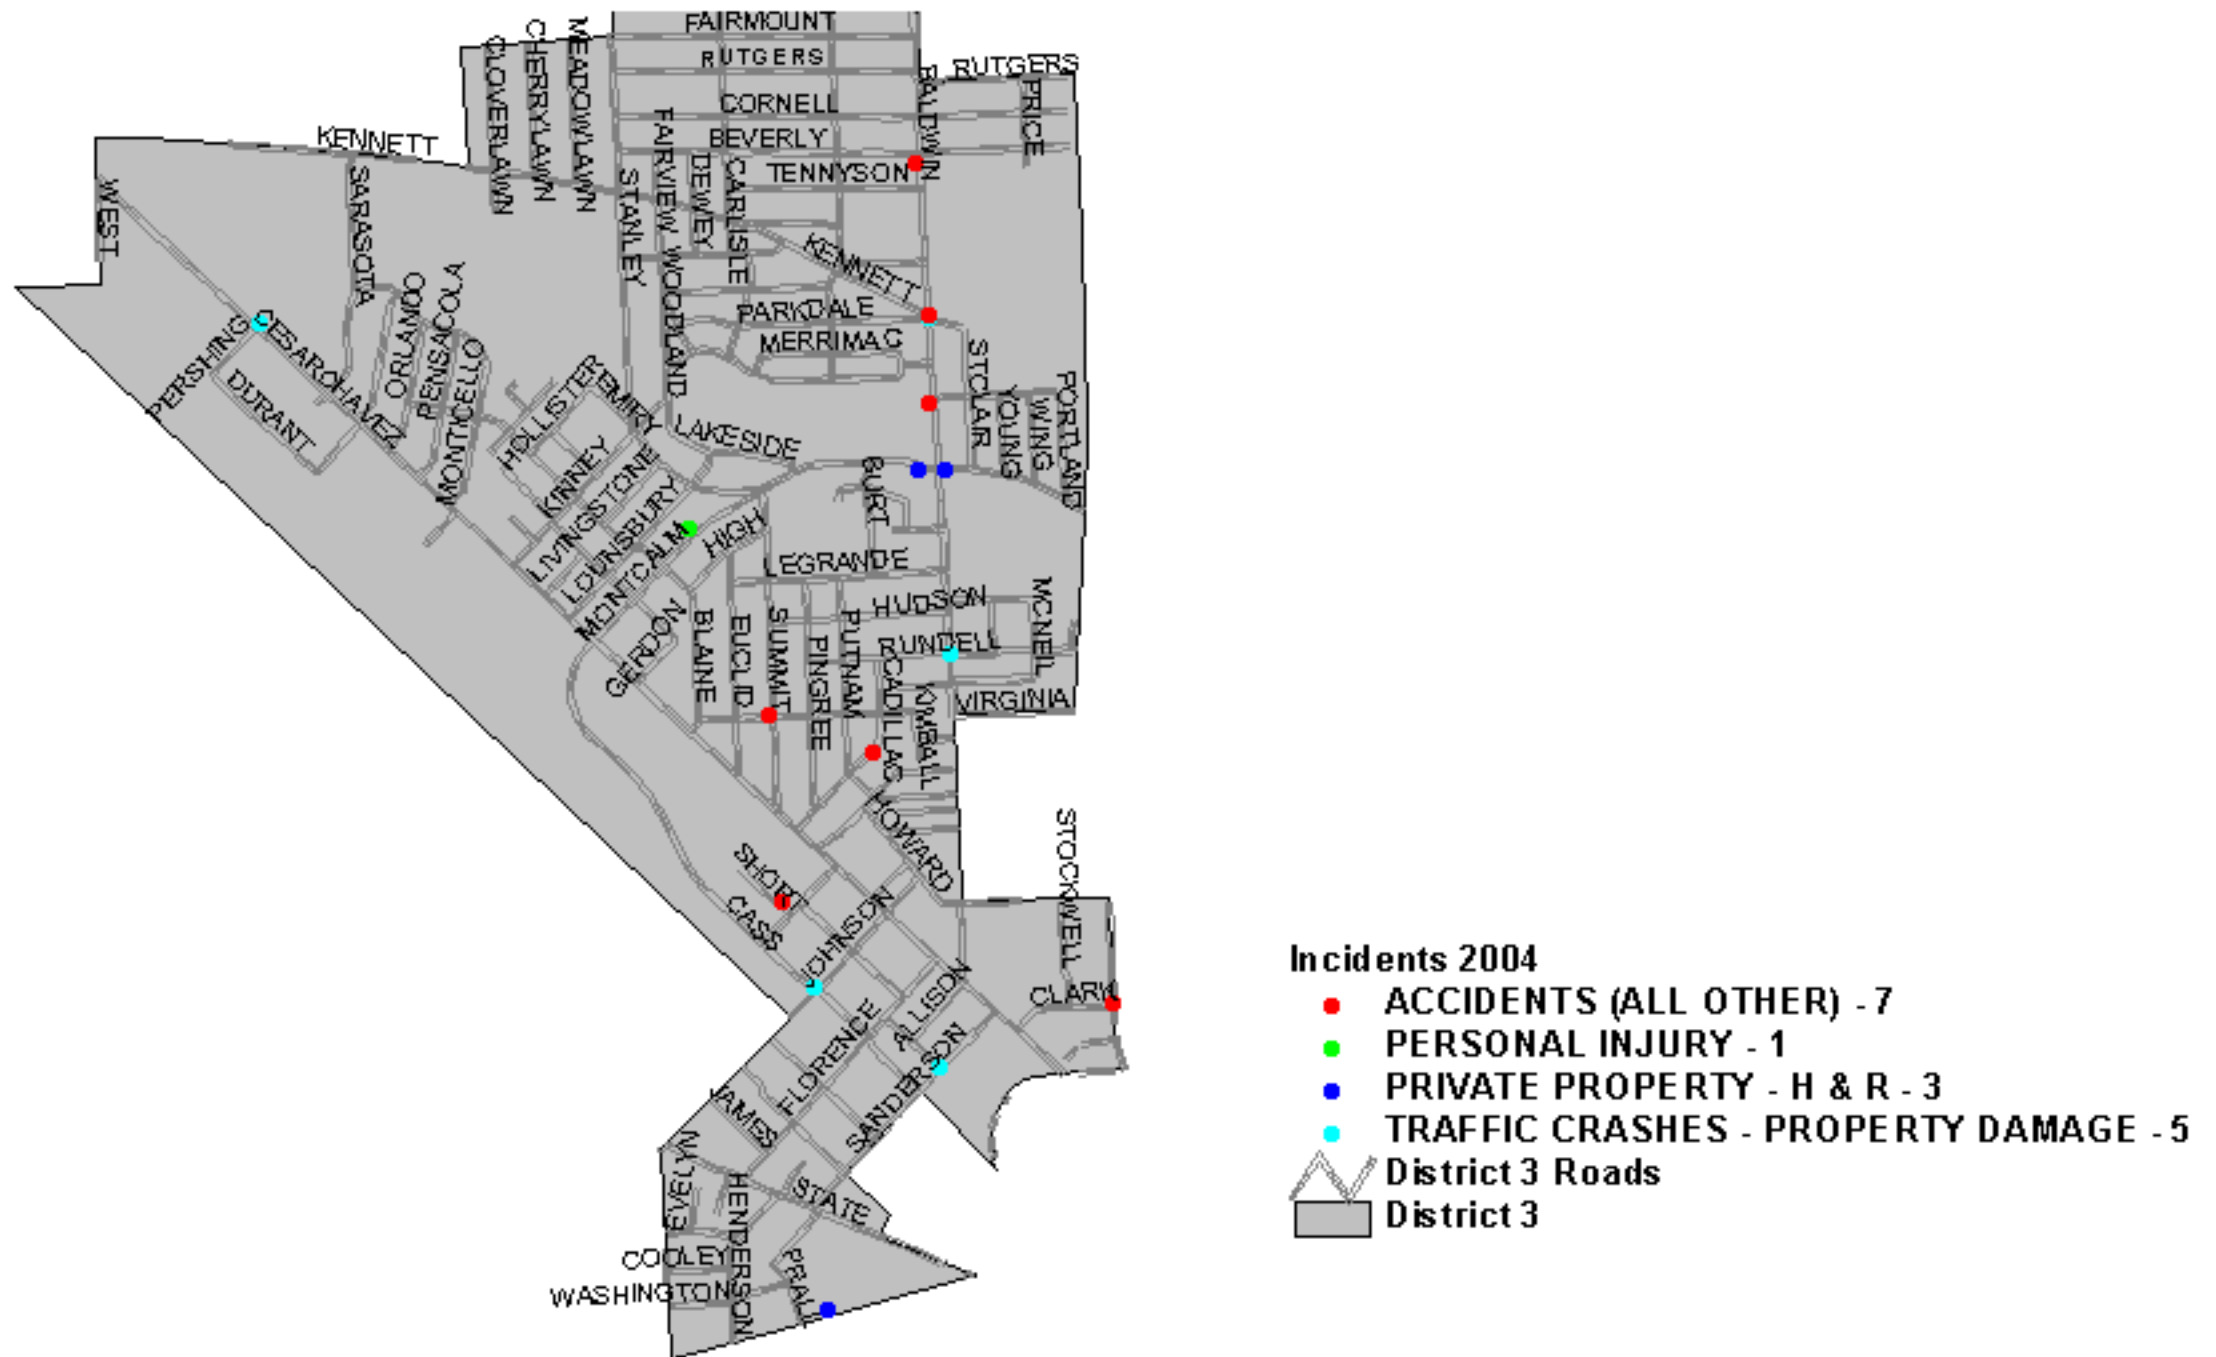 FAIRMOUNT
RUTGERS
RUTGERS
CLOVERLAWN
CHERRYLAWN
MEADOWLAWN
BALDWIN
PRICE
CORNELL
BEVERLY
KENNETT
TENNYSON
FAIRVIEW
DEWEY
CARLISLE
STANLEY
SARASOTA
WEST
WOODLAND
KENNETT
ORLANDO
PENSACOLA
MONTICELLO
PARKDALE
MERRIMAC
PERSHING
CESARCHAVEZ
DURANT
HOLLISTER
EMIRY
LAKESIDE
STCLAIR
YOUNG
WING
PORTLAND
KINNEY
LIVINGSTONE
LOUNSBURY
MONTCALM
HIGH
BURT
LEGRANDE
HUDSON
MCNEIL
GERDON
BLAINE
EUCLID
SUMMIT
PINGREE
PUTNAM
RUNDELL
CADILLAC
KIMBALL
VIRGINIA
HOWARD
STOCKWELL
SHORT
CASS
JOHNSON
CLARK
ALLISON
FLORENCE
SANDERSON
JAMES
HENDERSON
STATE
COOLEY
WASHINGTON
PRALL
Incidents 2004
ACCIDENTS (ALL OTHER) - 7
PERSONAL INJURY - 1
PRIVATE PROPERTY - H & R - 3
TRAFFIC CRASHES - PROPERTY DAMAGE - 5
District 3 Roads
District 3